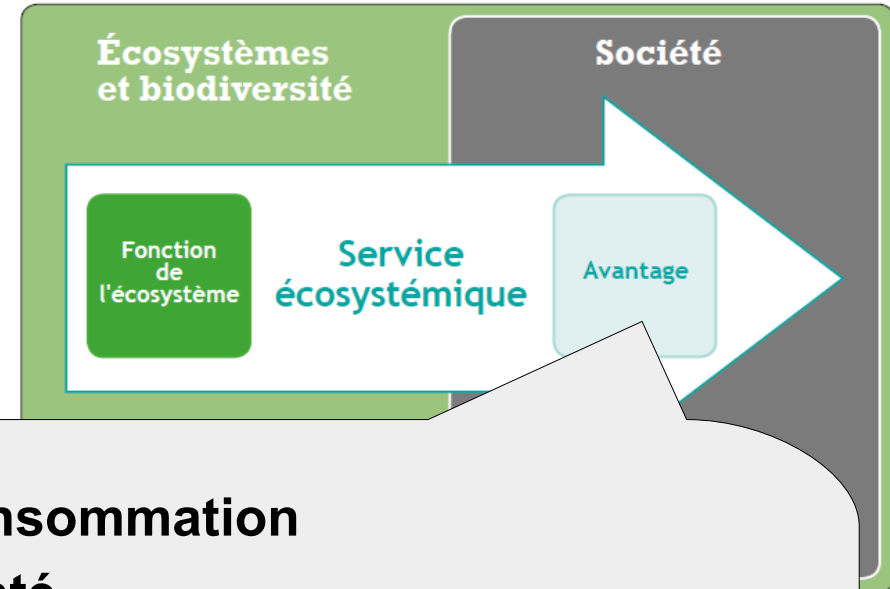 Écosystèmes
et biodiversité
Société
Fonction
de
l'écosystème
Service
écosystémique
Avantage
nsommation